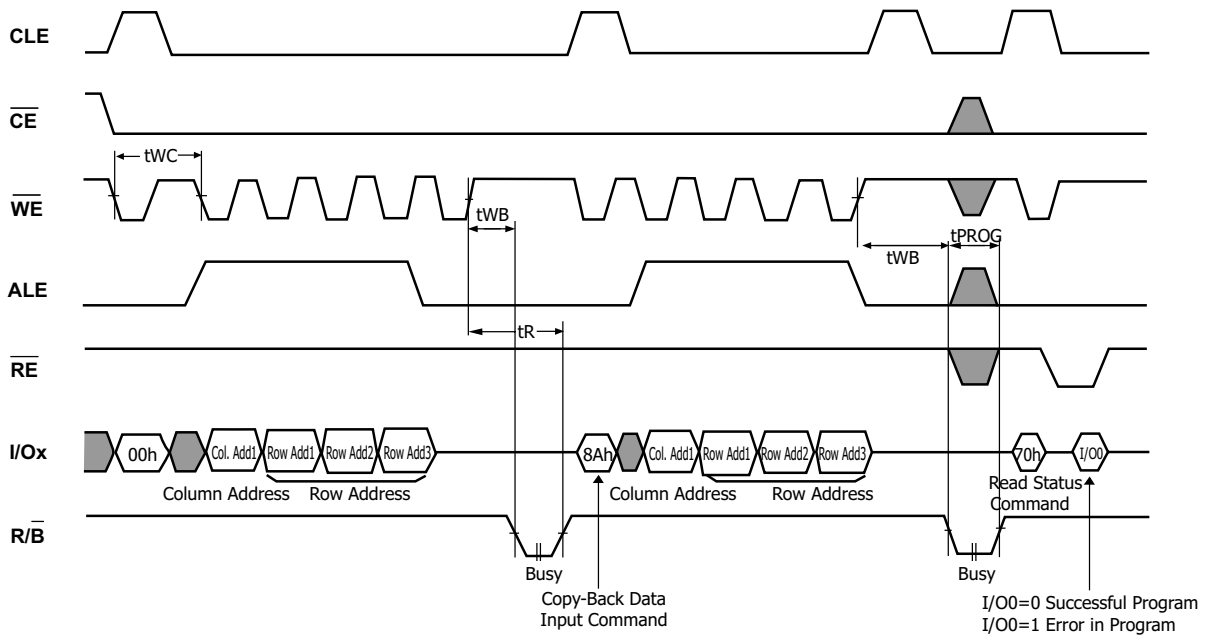 CLE
CE
tWC
WE
tWB
tPROG
tWB
ALE
tR
RE
I/Ox
00h
Col. Add1
Row Add1
Row Add2
Row Add3
8Ah
Col. Add1
Row Add1
Row Add2
Row Add3
70h
I/O0
Column Address
Row Address
Column Address
Row Address
Read Status
Command
R/B
Busy
Busy
Copy-Back Data
Input Command
I/O0=0 Successful Program
I/O0=1 Error in Program